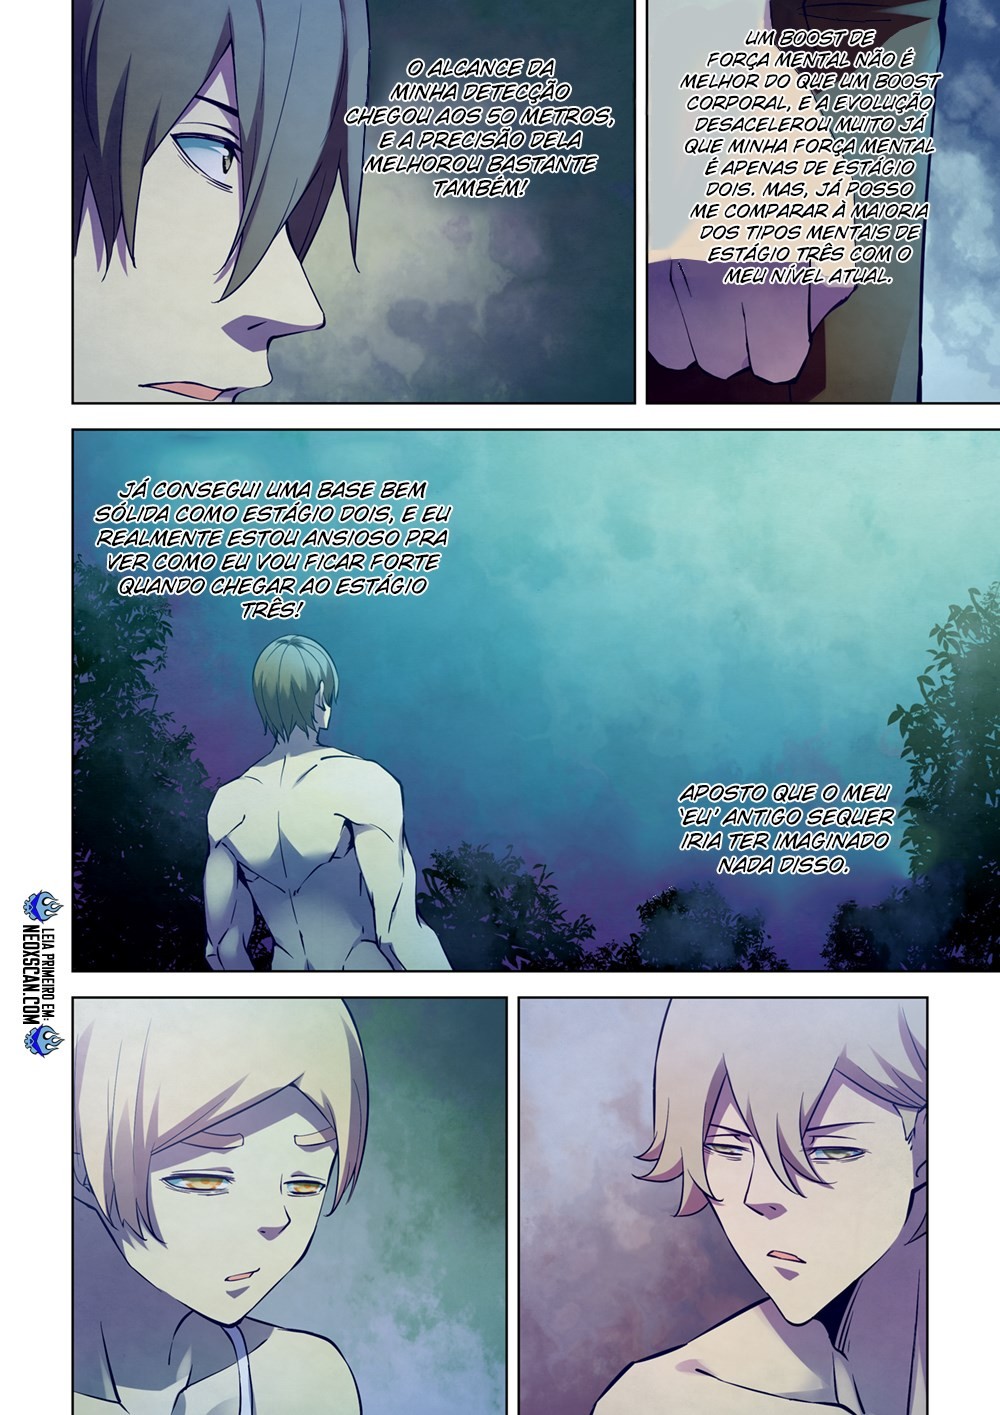 O ALCANCE DA
MINHA DETECÇÃO
CHEGOU AOS 50 METROS,
E A PRECISÃO DELA
MELHOROU BASTANTE
TAMBÉM!
UM BOOST DE
FORÇA MENTAL NÃO É
MELHOR DO QUE UM BOOST
CORPORAL, E A EVOLUÇÃO
DESACELEROU MUITO JÁ
QUE MINHA FORÇA MENTAL
É APENAS DE ESTÁGIO
DOIS. MAS, JÁ POSSO
ME COMPARAR À MAIORIA
DOS TIPOS MENTAIS DE
ESTÁGIO TRÊS COM O
MEU NÍVEL ATUAL.
JÁ CONSEGUI UMA BASE BEM
SÓLIDA COMO ESTÁGIO DOIS, E EU
REALMENTE ESTOU ANSIOSO PRA
VER COMO EU VOU FICAR FORTE
QUANDO CHEGAR AO ESTÁGIO
TRÊS!
APOSTO QUE O MEU
'EU' ANTIGO SEQUER
IRIA TER IMAGINADO
NADA DISSO.
LEIA PRIMEIRO EM:
NEOXSCAN.COM